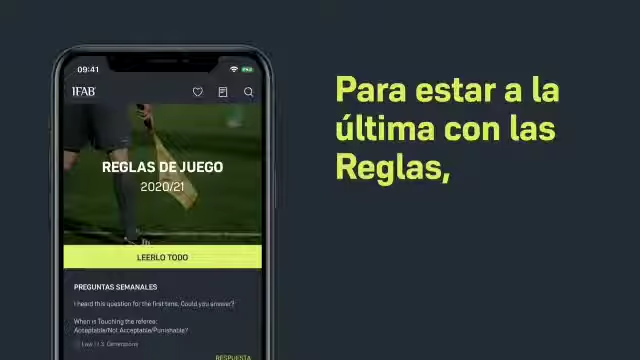 09:41
IFAB
REGLAS DE JUEGO
2020/21
LEERLO TODO
PREGUNTAS SEMANALES
I heard this question for the first time, Could you answer?
When is Touching the referee:
Acceptable/Not Acceptable/Punishable?
RESPUESTA
Para estar a la
última con las
Reglas,